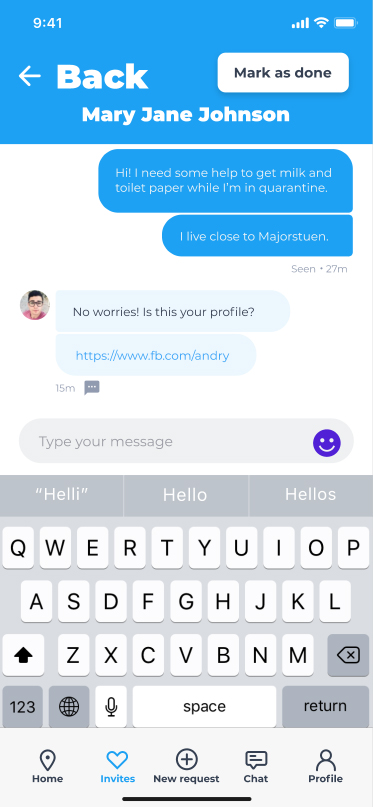 9:41
Back
Mark as done
Mary Jane Johnson
Hi! I need some help to get milk and
toilet paper while I'm in quarantine.
I live close to Majorstuen.
Seen • 27m
No worries! Is this your profile?
https://www.fb.com/andry
15m
Type your message
“Helli” Hello Hellos
Q W E R T Y U I O P
A S D F G H J K L
Z X C V B N M
123 space return
Home Invites New request Chat Profile